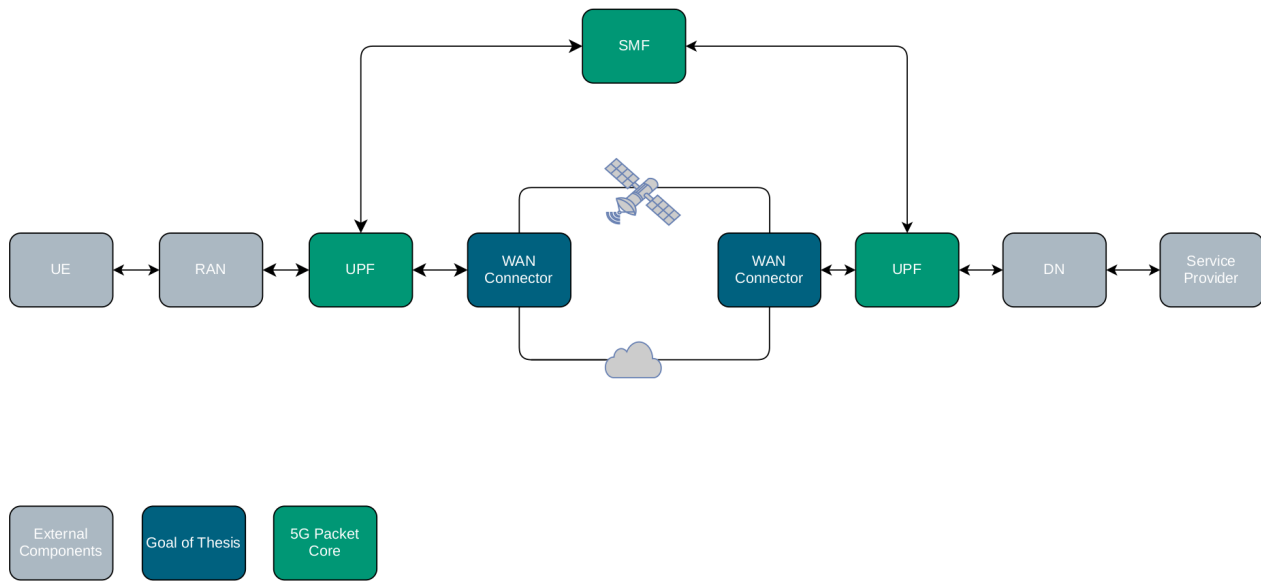 SMF
UE
RAN
UPF
WAN
Connector
WAN
Connector
UPF
DN
Service
Provider
External
Components
Goal of Thesis
5G Packet
Core